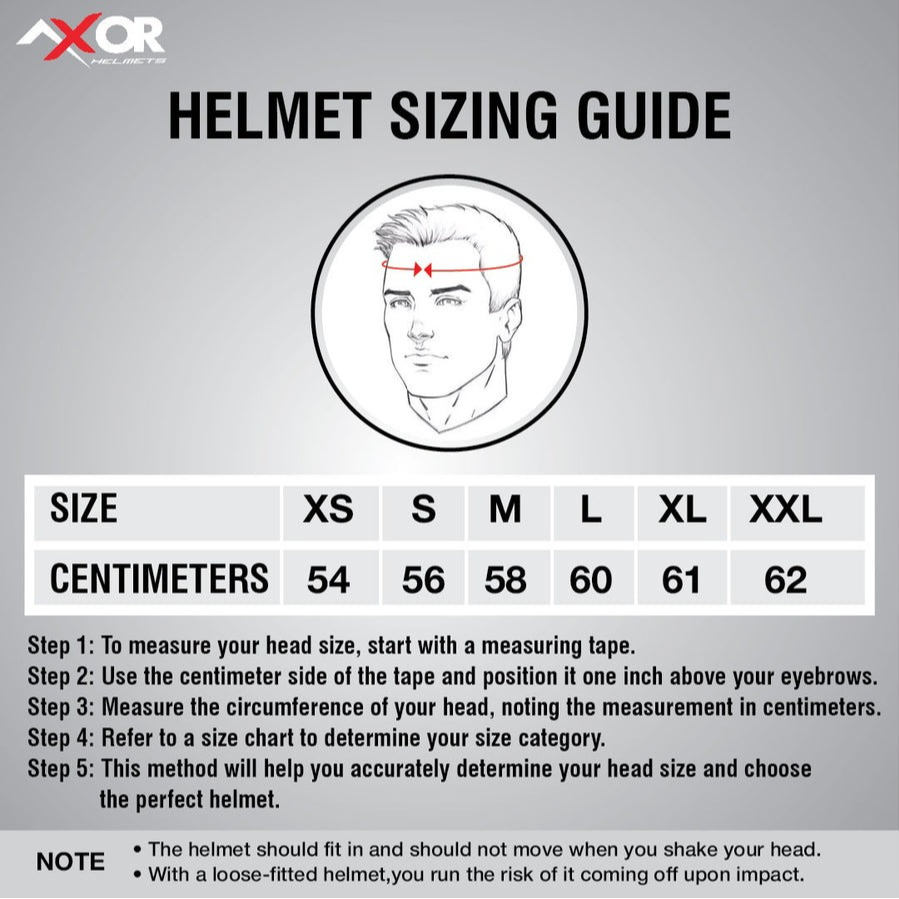 AXOR
HELMETS
HELMET SIZING GUIDE
SIZE XS S M L XL XXL
CENTIMETERS 54 56 58 60 61 62
Step 1: To measure your head size, start with a measuring tape.
Step 2: Use the centimeter side of the tape and position it one inch above your eyebrows.
Step 3: Measure the circumference of your head, noting the measurement in centimeters.
Step 4: Refer to a size chart to determine your size category.
Step 5: This method will help you accurately determine your head size and choose
the perfect helmet.
NOTE
• The helmet should fit in and should not move when you shake your head.
• With a loose-fitted helmet,you run the risk of it coming off upon impact.